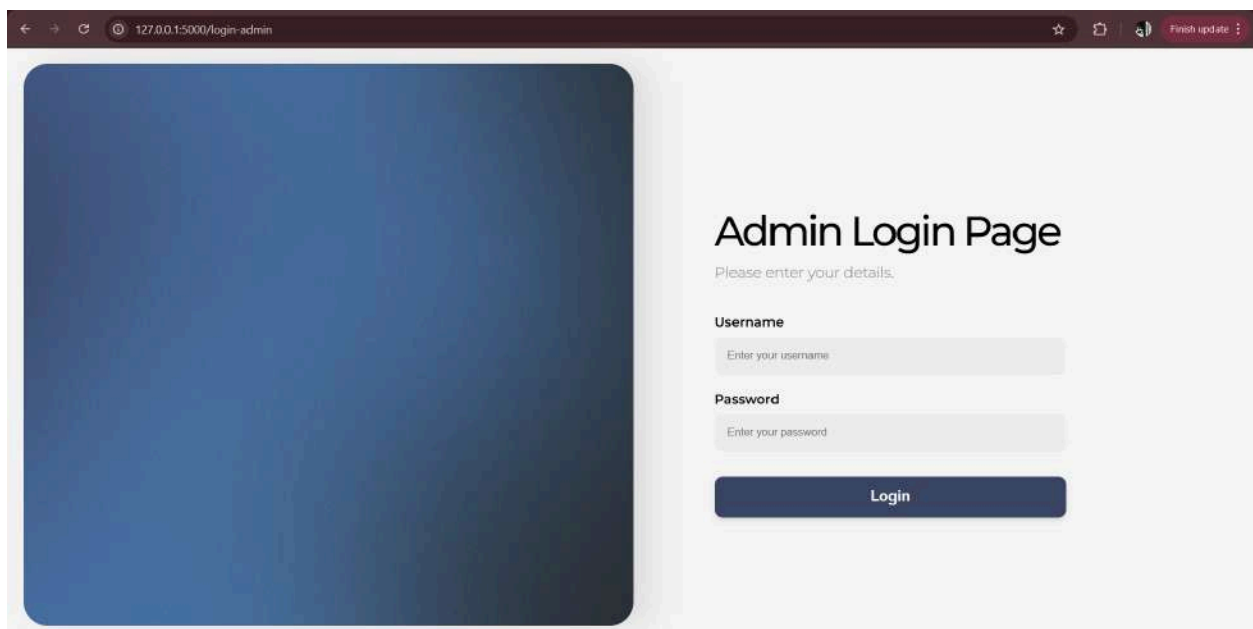 127.0.0.1:5000/login-admin
Finish update
Admin Login Page
Please enter your details.
Username
Enter your username
Password
Enter your password
Login